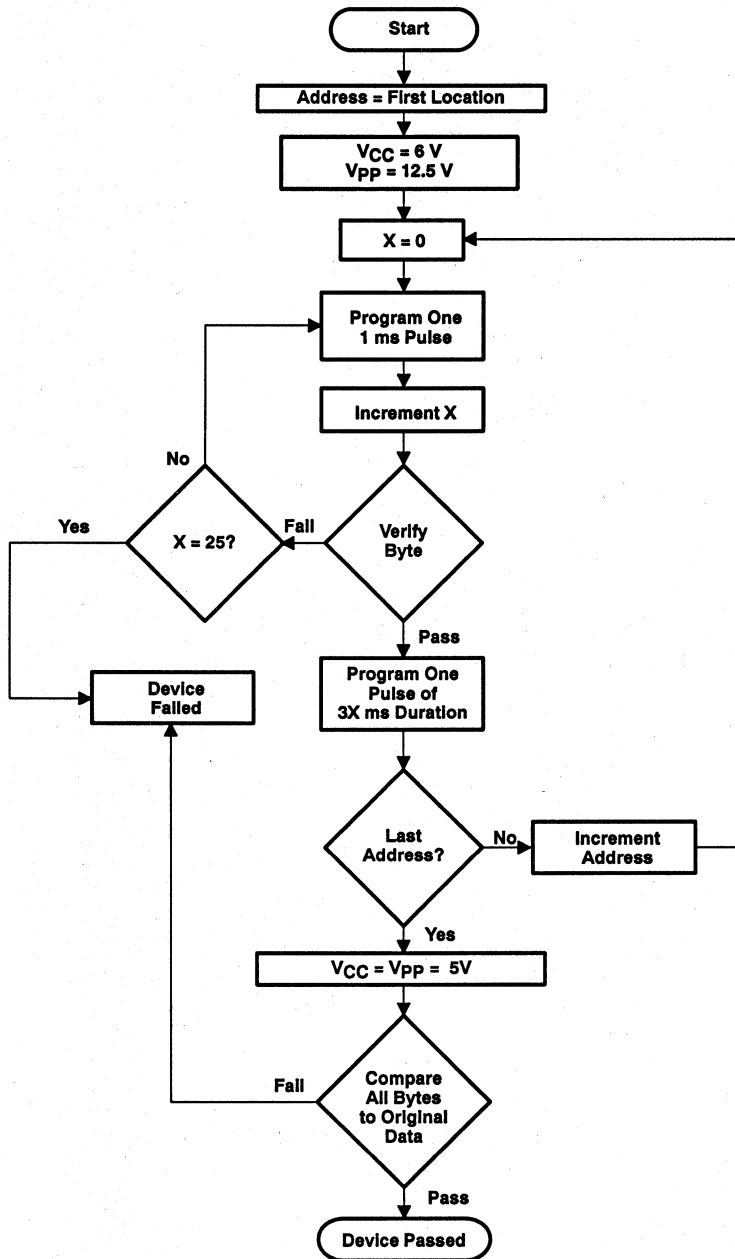 Start
Address = First Location
VCC = 6 V
VPP = 12.5 V
X = 0
Program One
1 ms Pulse
Increment X
No
Yes
X = 25?
Fail
Verify
Byte
Pass
Device
Failed
Program One
Pulse of
3X ms Duration
Last
Address?
No
Increment
Address
Yes
VCC = VPP = 5V
Fail
Compare
All Bytes
to Original
Data
Pass
Device Passed